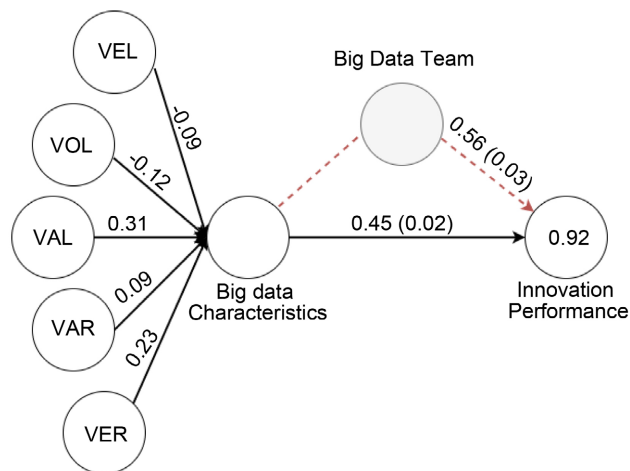 VEL
-0.09
VOL
-0.12
VAL
0.31
VAR
0.09
VER
0.23
Big data
Characteristics
Big Data Team
0.56 (0.03)
0.45 (0.02)
0.92
Innovation
Performance